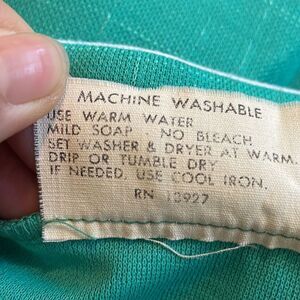 MACHINE WASHABLE
USE WARM WATER
MILD SOAP - NO BLEACH
SET WASHER & DRYER AT WARM.
DRIP OR TUMBLE DRY
IF NEEDED, USE COOL IRON.
RN 13927